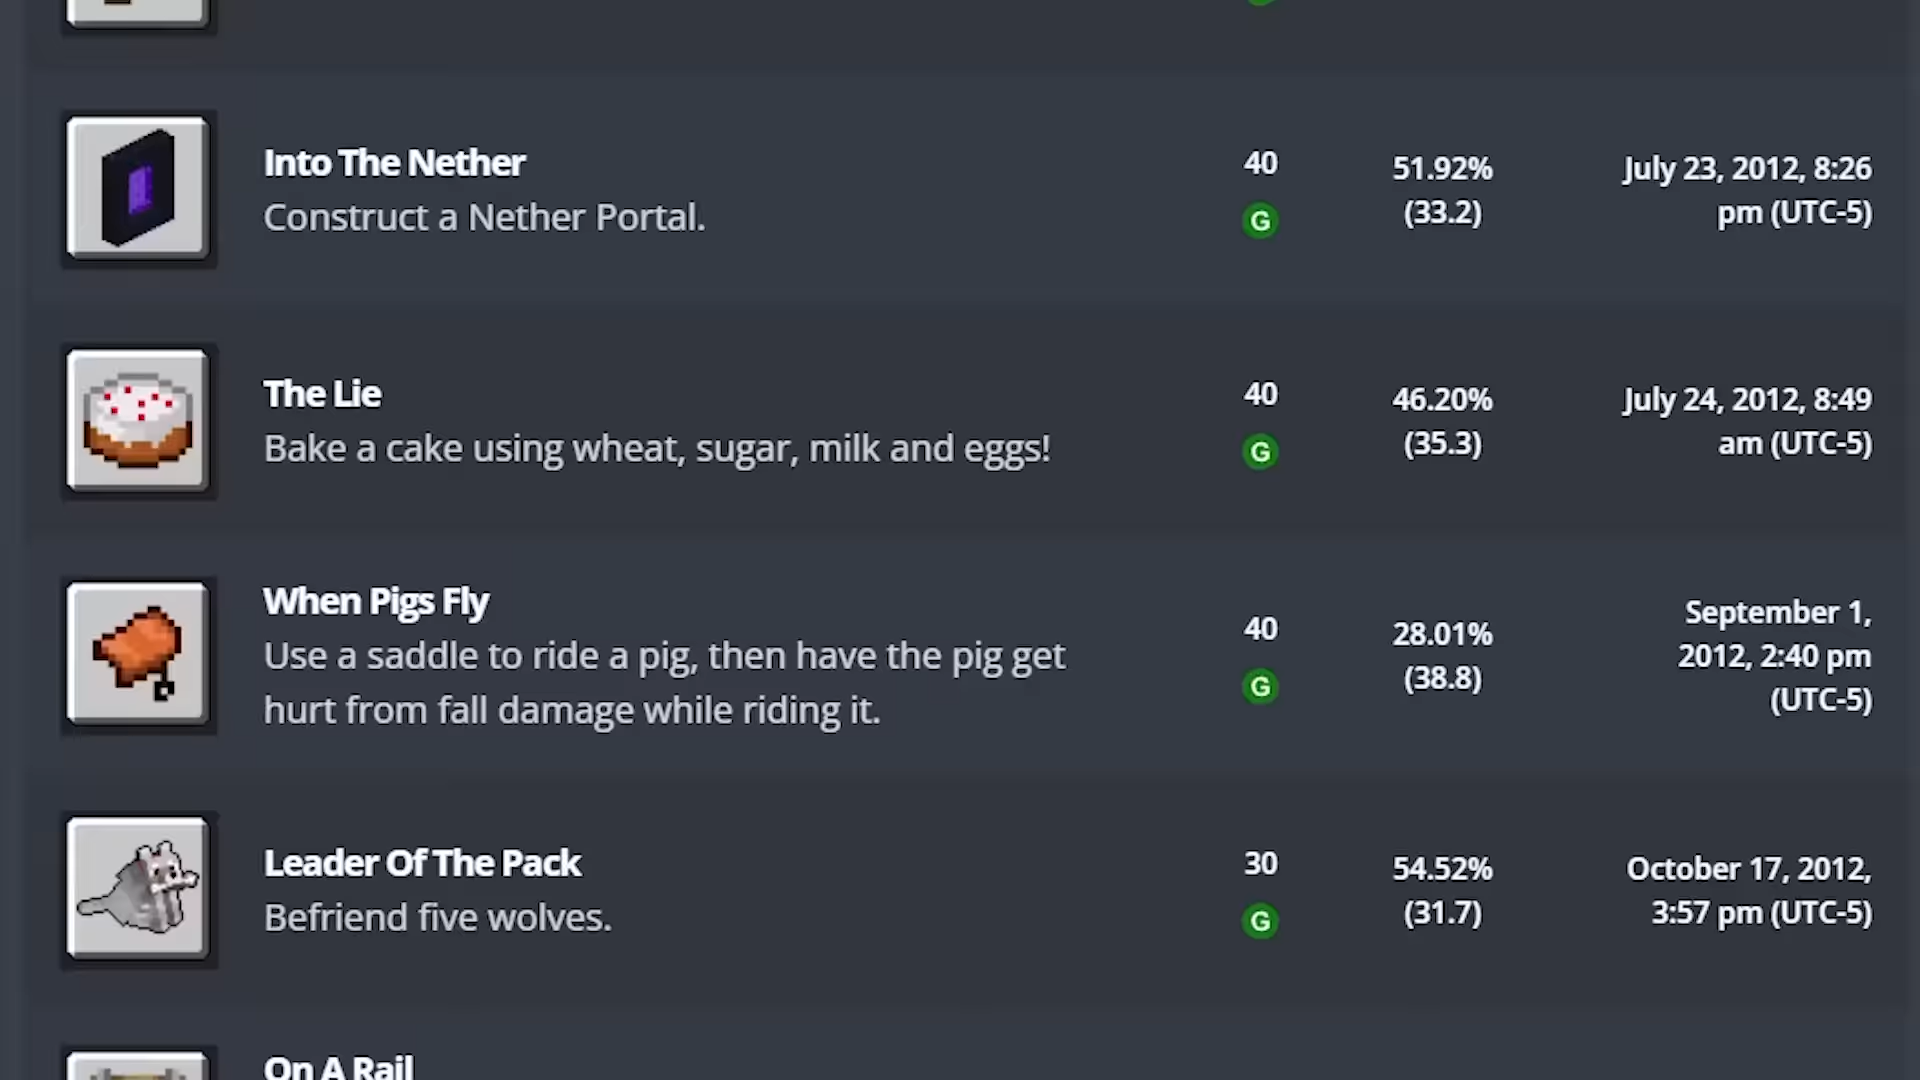 Into The Nether
Construct a Nether Portal.
40
G
51.92%
(33.2)
July 23, 2012, 8:26
pm (UTC-5)
The Lie
Bake a cake using wheat, sugar, milk and eggs!
40
G
46.20%
(35.3)
July 24, 2012, 8:49
am (UTC-5)
When Pigs Fly
Use a saddle to ride a pig, then have the pig get
hurt from fall damage while riding it.
40
G
28.01%
(38.8)
September 1,
2012, 2:40 pm
(UTC-5)
Leader Of The Pack
Befriend five wolves.
30
G
54.52%
(31.7)
October 17, 2012,
3:57 pm (UTC-5)
On A Rail